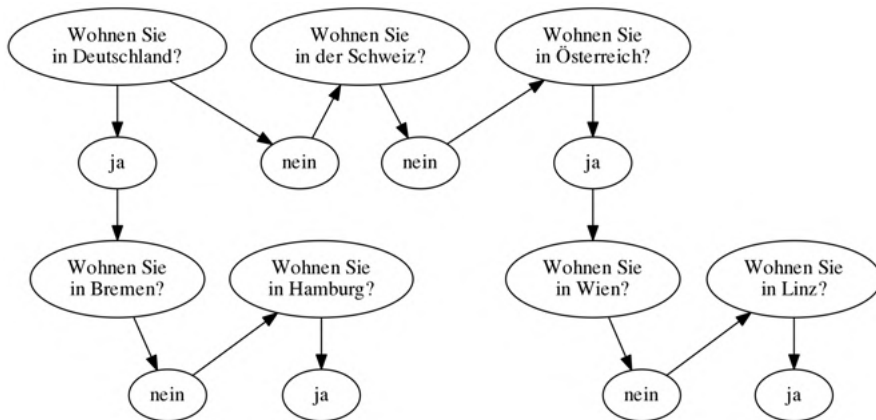 Wohnen Sie
in Deutschland?
Wohnen Sie
in der Schweiz?
Wohnen Sie
in Österreich?
ja
nein
nein
ja
Wohnen Sie
in Bremen?
Wohnen Sie
in Hamburg?
Wohnen Sie
in Wien?
Wohnen Sie
in Linz?
nein
ja
nein
ja